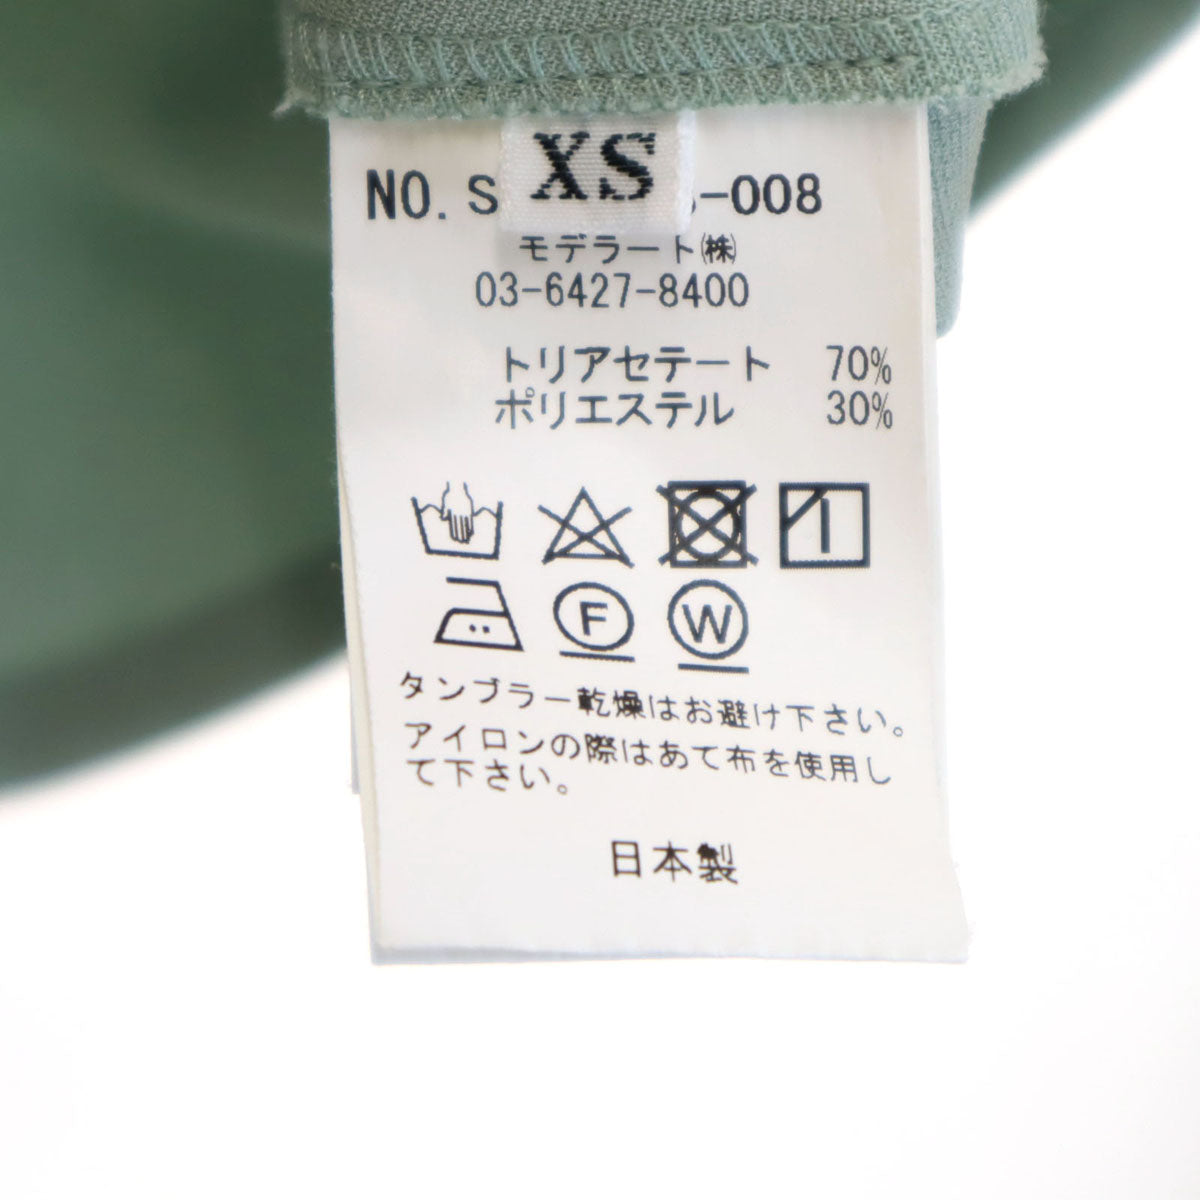 XS
NO. S -008
モデラート㈱
03-6427-8400
トリアセテート 70%
ポリエステル 30%
F W
タンブラー乾燥はお避け下さい。
アイロンの際はあて布を使用し
て下さい。
日本製